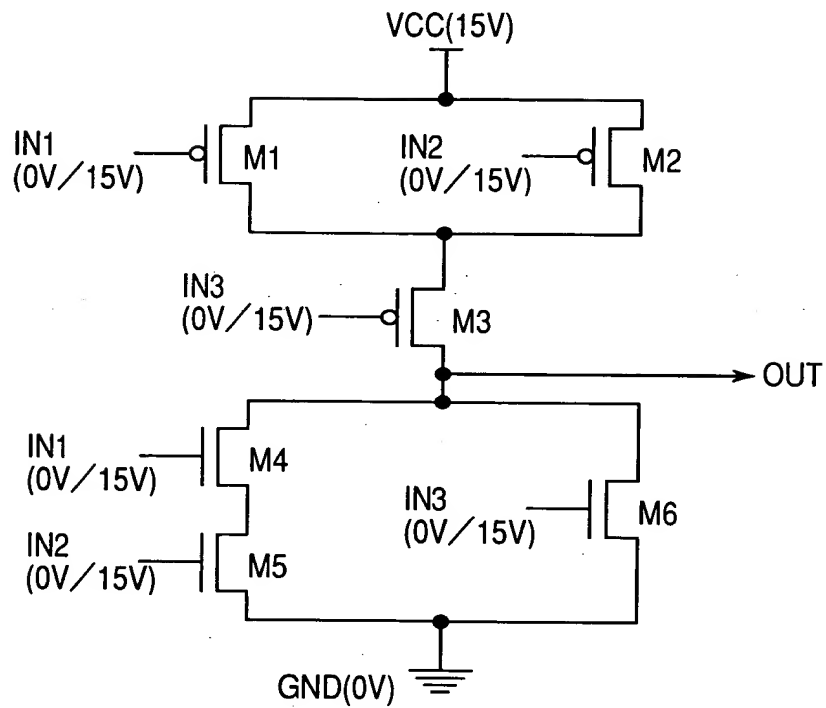 VCC(15V)
IN1
(0V/15V)
M1
IN2
(0V/15V)
M2
IN3
(0V/15V)
M3
OUT
IN1
(0V/15V)
M4
IN2
(0V/15V)
M5
IN3
(0V/15V)
M6
GND(0V)